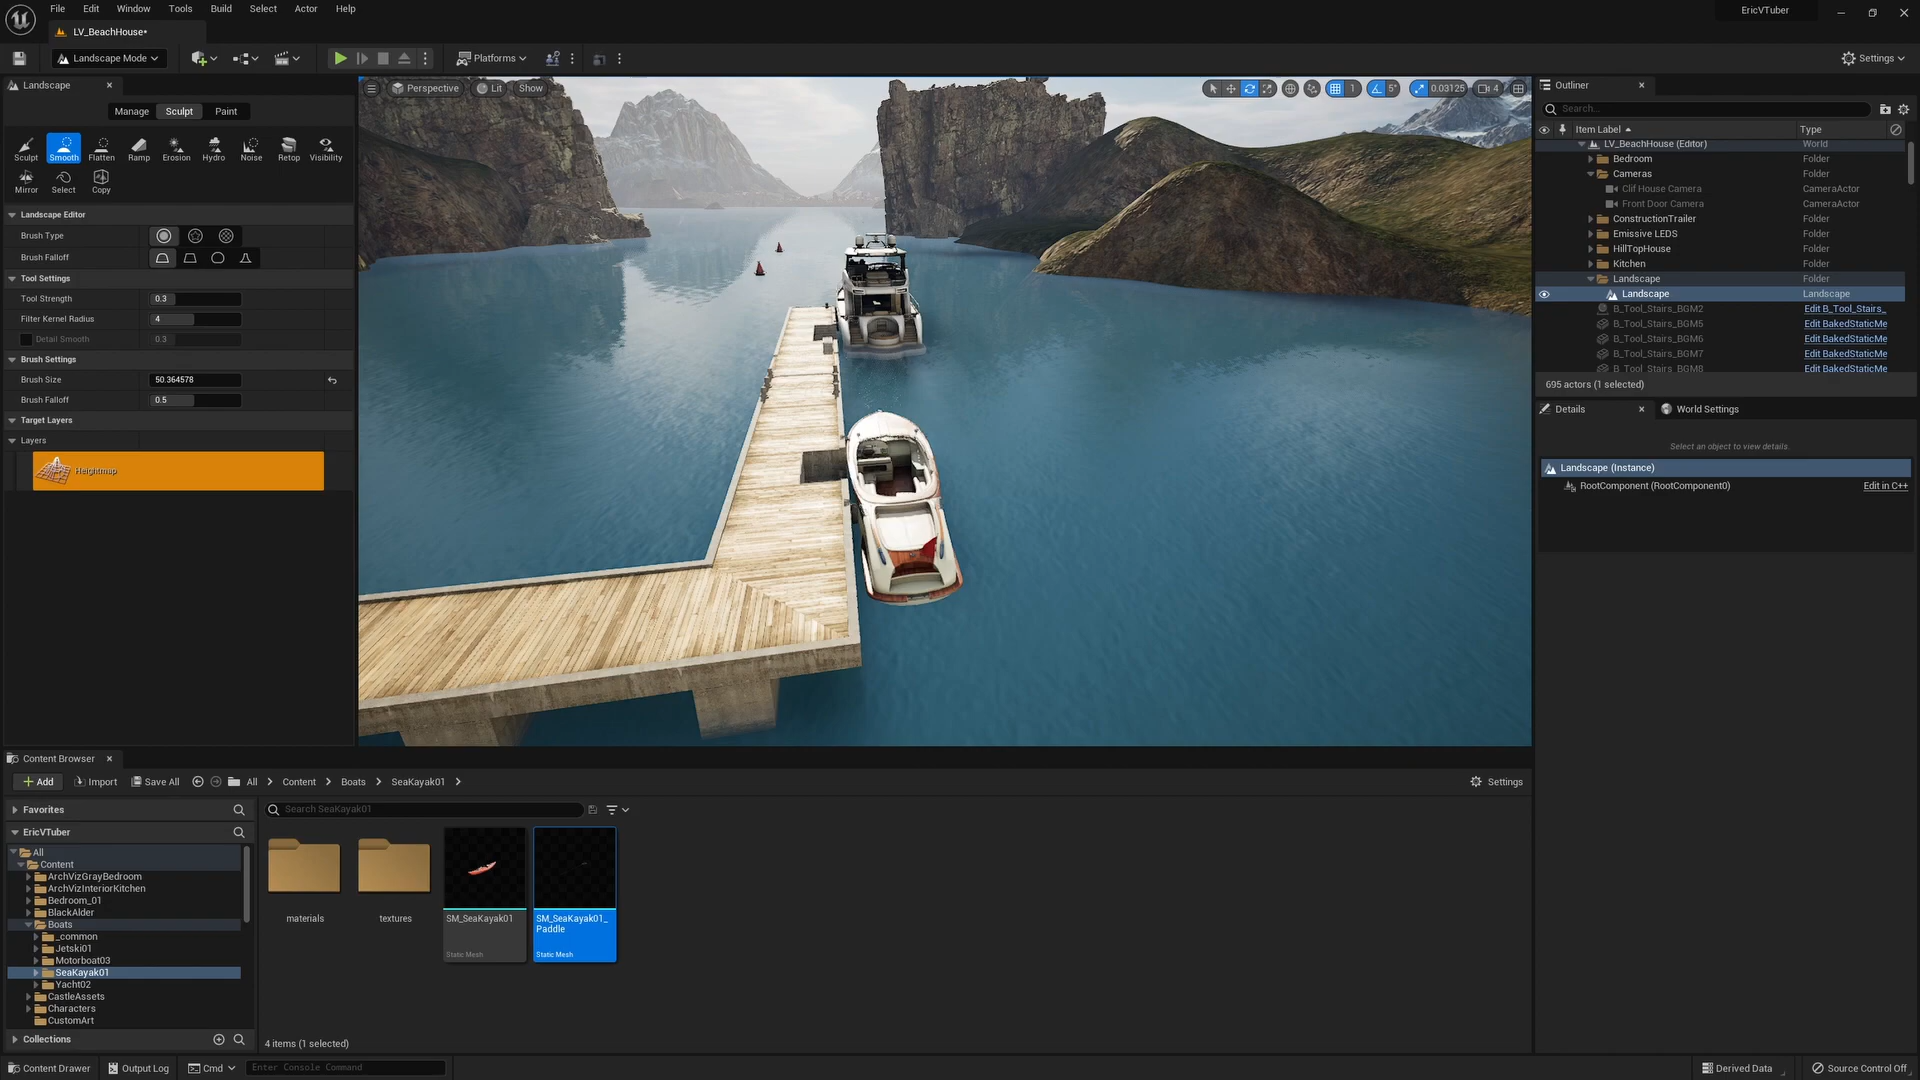 File Edit Window Tools Build Select Actor Help
EricVTuber
LV_BeachHouse*
Landscape Mode
Platforms
Settings
Landscape
Manage Sculpt Paint
Sculpt Smooth Flatten Ramp Erosion Hydro Noise Retop Visibility
Mirror Select Copy
Landscape Editor
Brush Type
Brush Falloff
Tool Settings
Tool Strength 0.3
Filter Kernel Radius 4
Detail Smooth 0.3
Brush Settings
Brush Size 50.364578
Brush Falloff 0.5
Target Layers
Layers
Heightmap
Perspective Lit Show
1 5° 0.03125 4
Outliner
Search...
Item Label Type
LV_BeachHouse (Editor) World
Bedroom Folder
Cameras Folder
Clif House Camera CameraActor
Front Door Camera CameraActor
ConstructionTrailer Folder
Emissive LEDS Folder
HillTopHouse Folder
Kitchen Folder
Landscape Folder
Landscape Landscape
B_Tool_Stairs_BGM2 Edit B_Tool_Stairs_
B_Tool_Stairs_BGM5 Edit BakedStaticMe
B_Tool_Stairs_BGM6 Edit BakedStaticMe
B_Tool_Stairs_BGM7 Edit BakedStaticMe
B_Tool_Stairs_BGM8 Edit BakedStaticMe
695 actors (1 selected)
Details World Settings
Select an object to view details.
Landscape (Instance)
RootComponent (RootComponent0) Edit in C++
Content Browser
Add Import Save All All Content Boats SeaKayak01 Settings
Favorites
EricVTuber
All
Content
ArchVizGrayBedroom
ArchVizInteriorKitchen
Bedroom_01
BlackAlder
Boats
_common
Jetski01
Motorboat03
SeaKayak01
Yacht02
CastleAssets
Characters
CustomArt
Collections
Search SeaKayak01
materials
textures
SM_SeaKayak01
Static Mesh
SM_SeaKayak01_
Paddle
Static Mesh
4 items (1 selected)
Content Drawer Output Log Cmd Enter Console Command
Derived Data Source Control Off